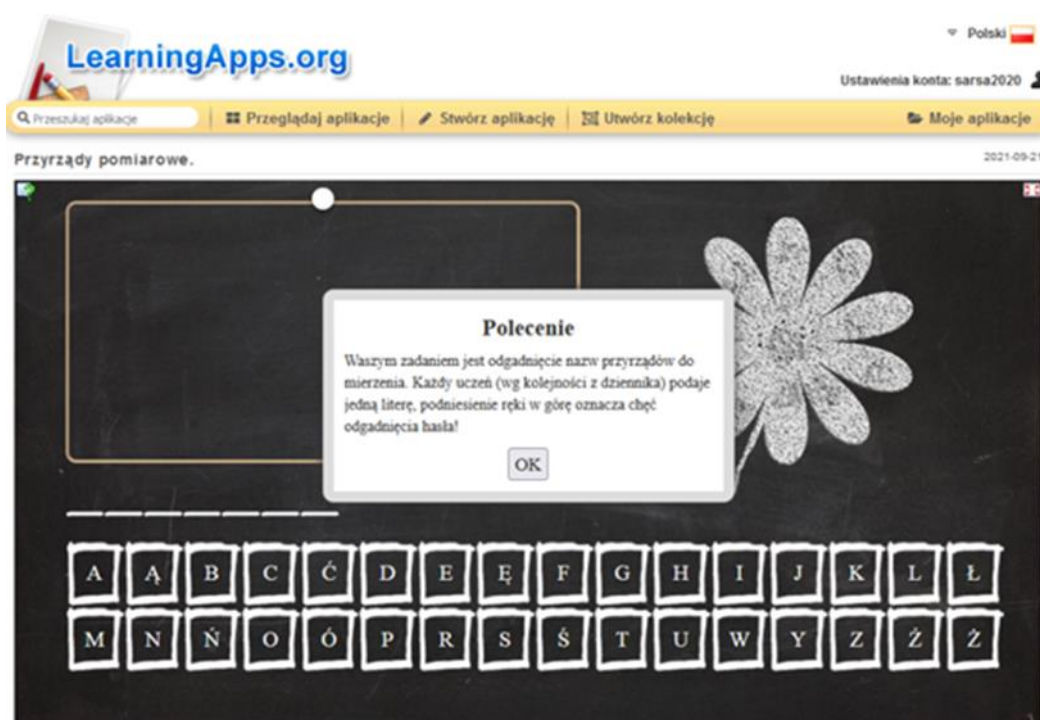 LearningApps.org
Polski
Ustawienia konta: sarsa2020
Przeszukaj aplikacje
Przeglądaj aplikacje
Stwórz aplikację
Utwórz kolekcję
Moje aplikacje
Przyrządy pomiarowe.
2021-09-21
Polecenie
Waszym zadaniem jest odgadnięcie nazw przyrządów do
mierzenia. Każdy uczeń (wg kolejności z dziennika) podaje
jedną literę, podniesienie ręki w górę oznacza chęć
odgadnięcia hasła!
OK
A Ą B C Ć D E Ę F G H I J K L Ł
M N Ń O Ó P R S Ś T U W Y Z Ź Ż